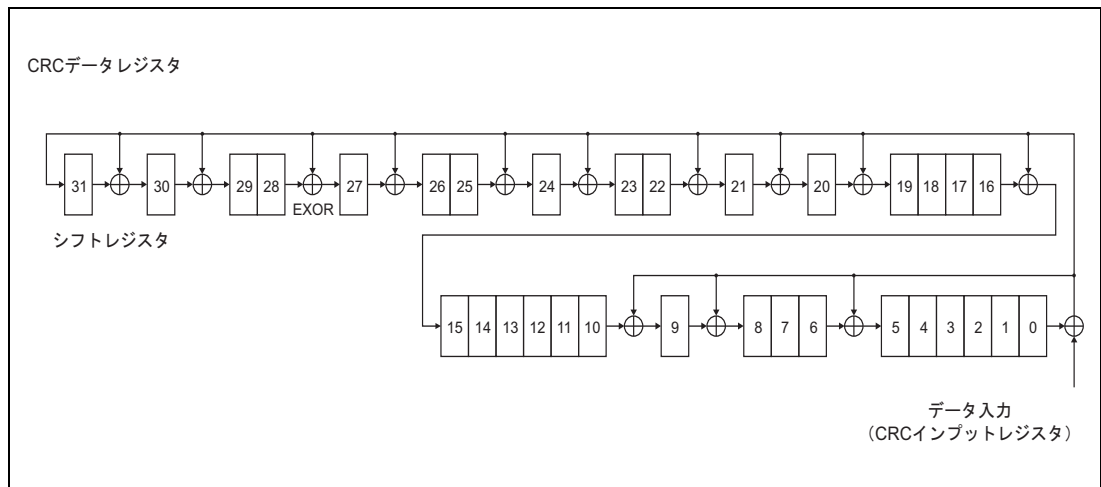 CRCデータレジスタ
31 30 29 28 27 26 25 24 23 22 21 20 19 18 17 16
EXOR
シフトレジスタ
15 14 13 12 11 10 9 8 7 6 5 4 3 2 1 0
データ入力
（CRCインプットレジスタ）